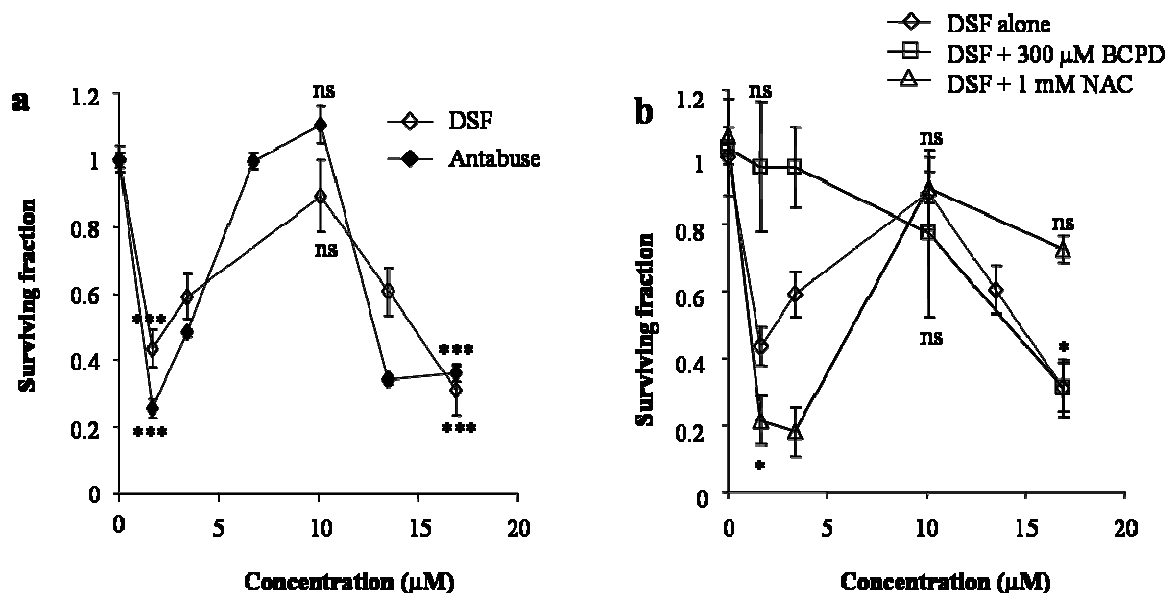 a
1.2
1
0.8
0.6
0.4
0.2
0
Surviving fraction
ns
ns
***
***
***
***
DSF
Antabuse
0 5 10 15 20
Concentration (μM)
DSF alone
DSF + 300 μM BCPD
DSF + 1 mM NAC
b
1.2
1
0.8
0.6
0.4
0.2
0
Surviving fraction
ns
ns
ns
ns
*
*
0 5 10 15 20
Concentration (μM)